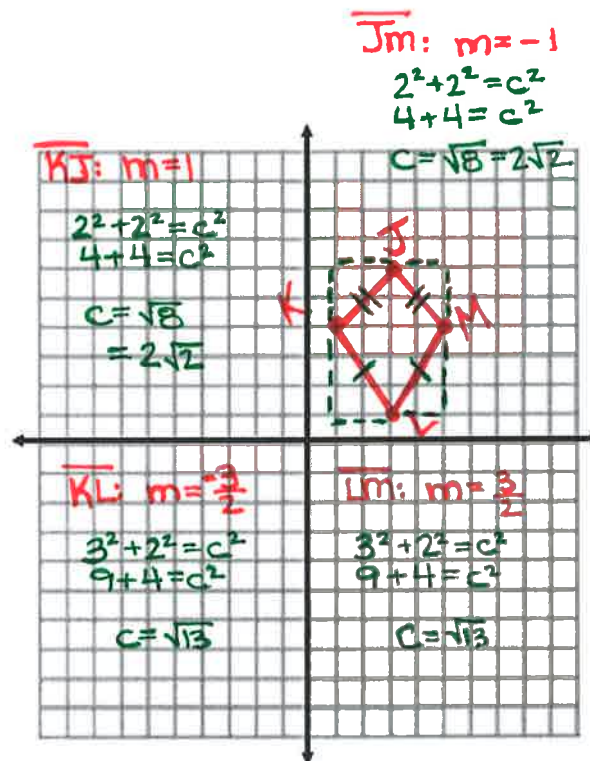 JM: m=-1
2²+2²=c²
4+4=c²
c=√8=2√2
KJ: m=1
2²+2²=c²
4+4=c²
c=√8
=2√2
J
K
M
L
KL: m=-3/2
3²+2²=c²
9+4=c²
c=√13
LM: m=3/2
3²+2²=c²
9+4=c²
c=√13